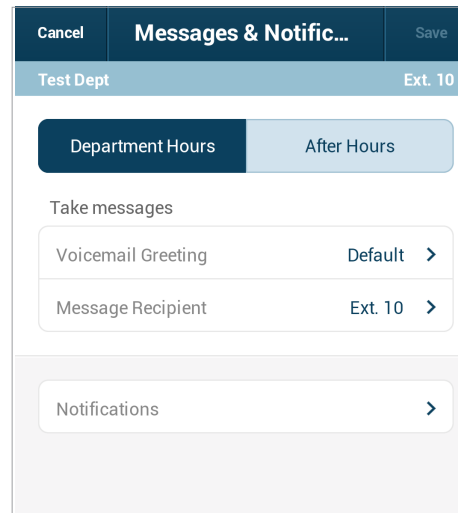 Cancel Messages & Notific... Save
Test Dept Ext. 10
Department Hours After Hours
Take messages
Voicemail Greeting Default
Message Recipient Ext. 10
Notifications